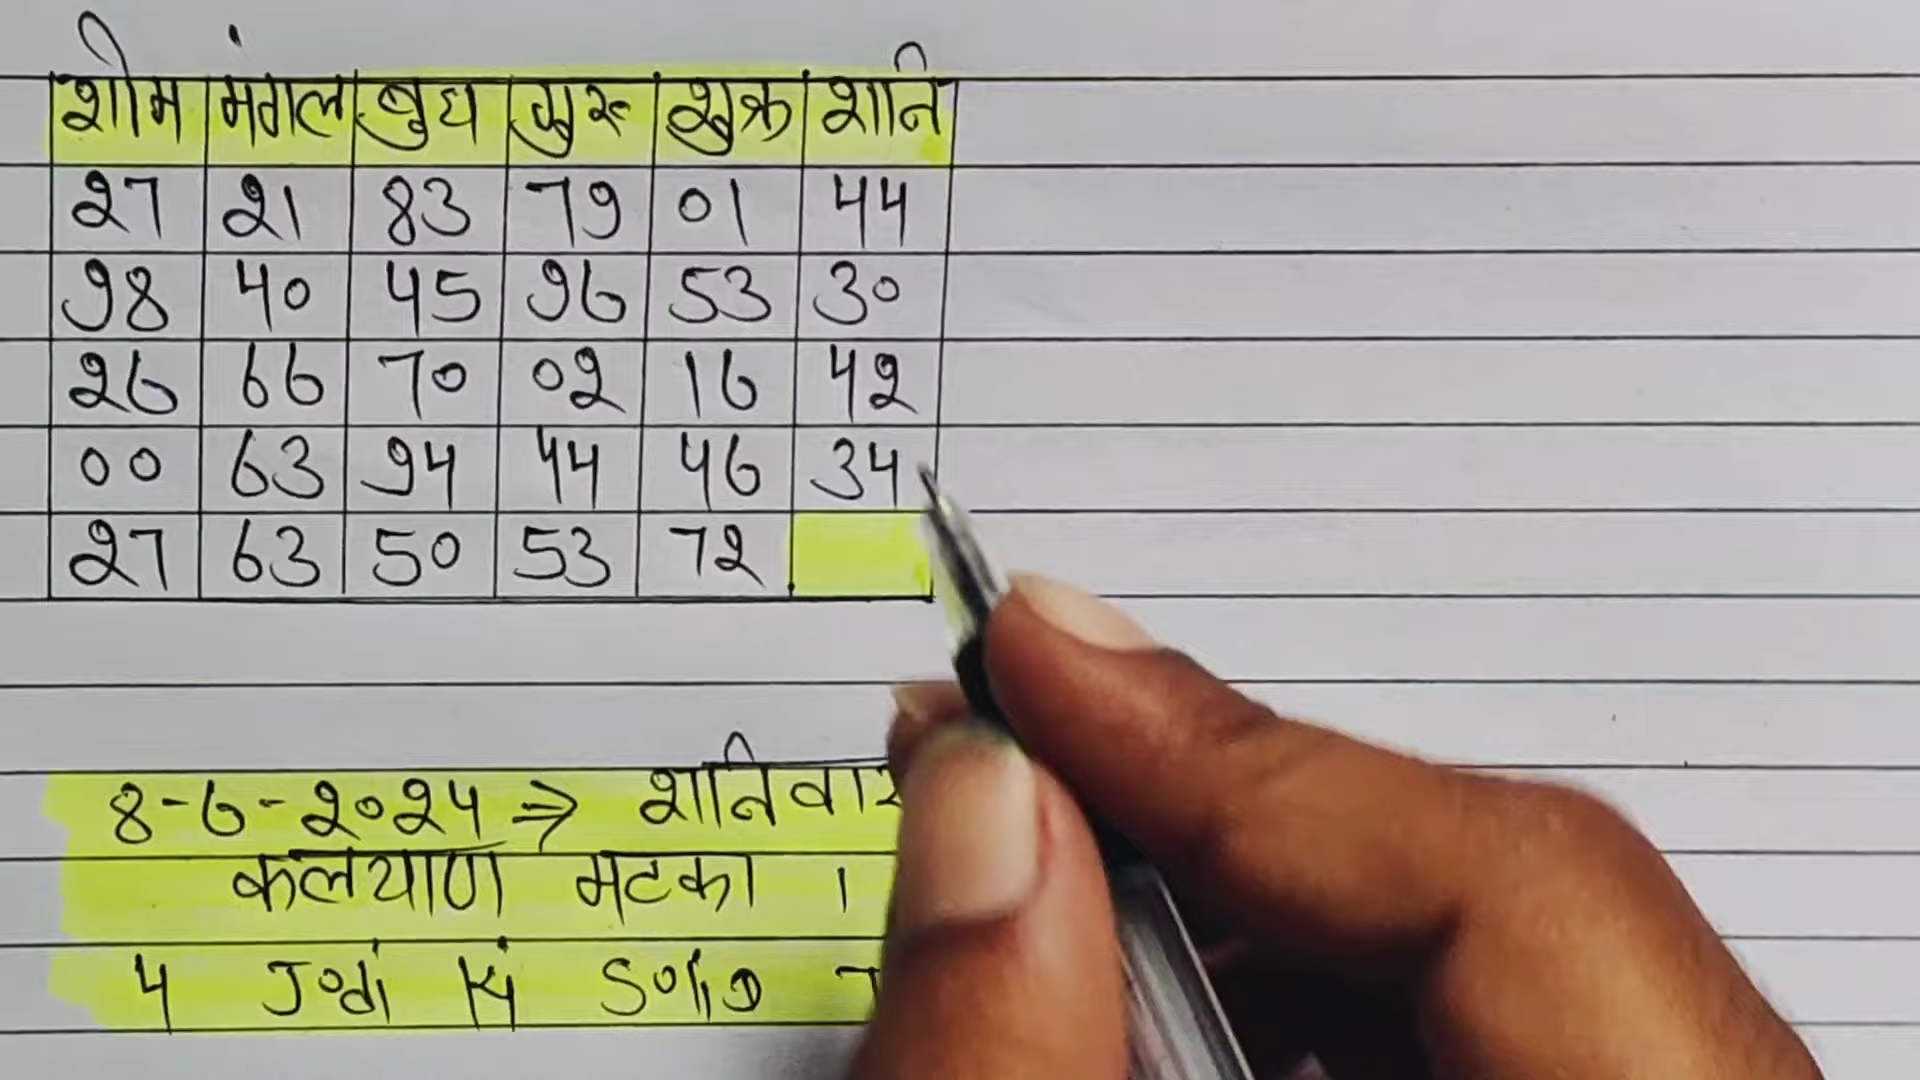 शोम मंगल बुध गुरू शुक्र शनि
27 21 83 79 01 44
98 40 45 96 53 30
26 66 70 02 16 42
00 63 94 44 46 34
27 63 50 53 72
8-6-2024 ⇒ शनिवार
कलयाण मटका ।
4 Jodi Ki Solid